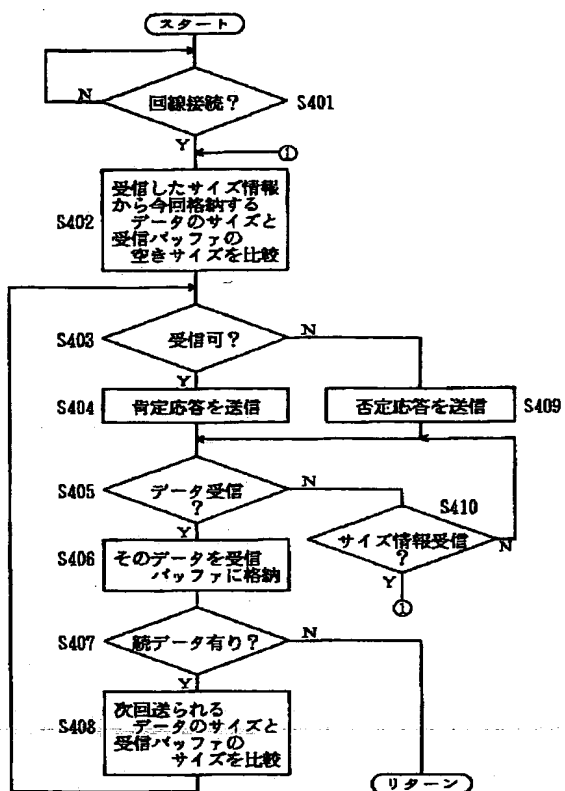 スタート
N
回線接続?
S401
Y
①
受信したサイズ情報
から今回格納する
データのサイズと
受信バッファの
空きサイズを比較
S402
S403
受信可?
N
Y
S404
肯定応答を送信
否定応答を送信
S409
S405
データ受信
?
N
S410
サイズ情報受信
?
N
Y
①
Y
S406
そのデータを受信
バッファに格納
S407
続データ有り?
N
Y
S408
次回送られる
データのサイズと
受信バッファの
サイズを比較
リターン